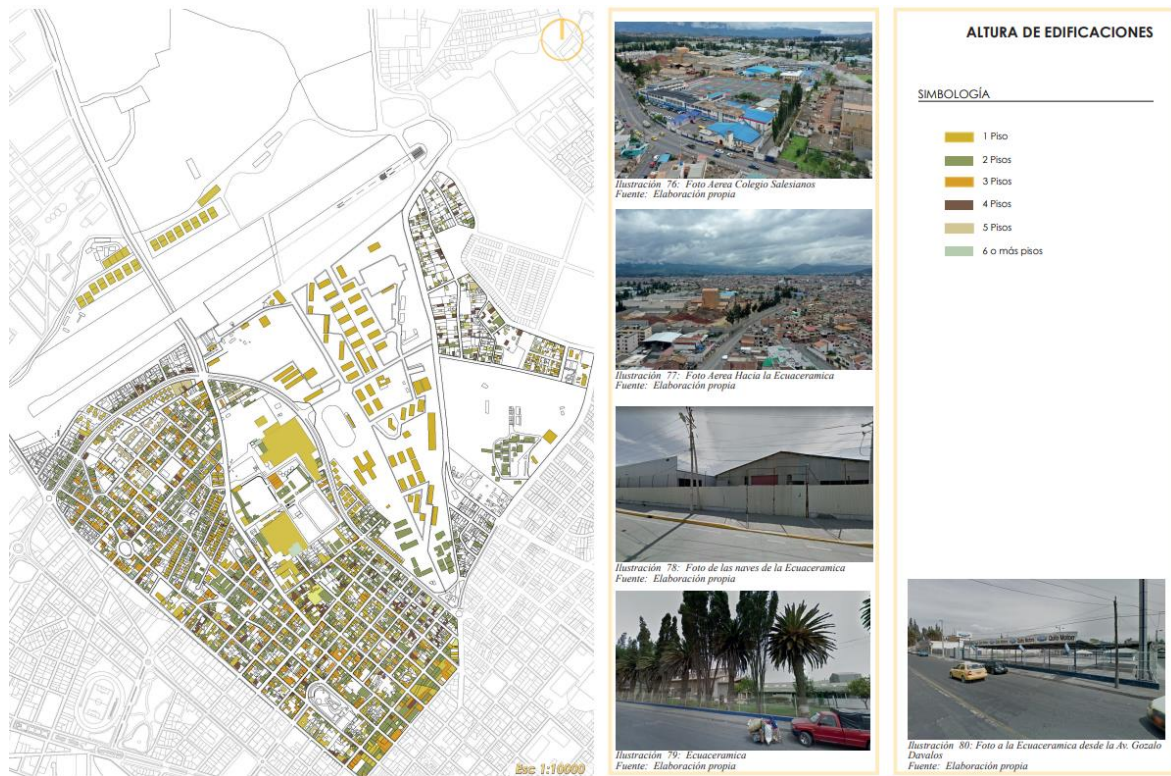 Esc 1:10000
Ilustración 76: Foto Aerea Colegio Salesianos
Fuente: Elaboración propia
Ilustración 77: Foto Aerea Hacia la Ecuaceramica
Fuente: Elaboración propia
Ilustración 78: Foto de las naves de la Ecuaceramica
Fuente: Elaboración propia
Ilustración 79: Ecuaceramica
Fuente: Elaboración propia
ALTURA DE EDIFICACIONES
SIMBOLOGÍA
1 Piso
2 Pisos
3 Pisos
4 Pisos
5 Pisos
6 o más pisos
Quito Motors
Ilustración 80: Foto a la Ecuaceramica desde la Av. Gozalo
Davalos
Fuente: Elaboración propia